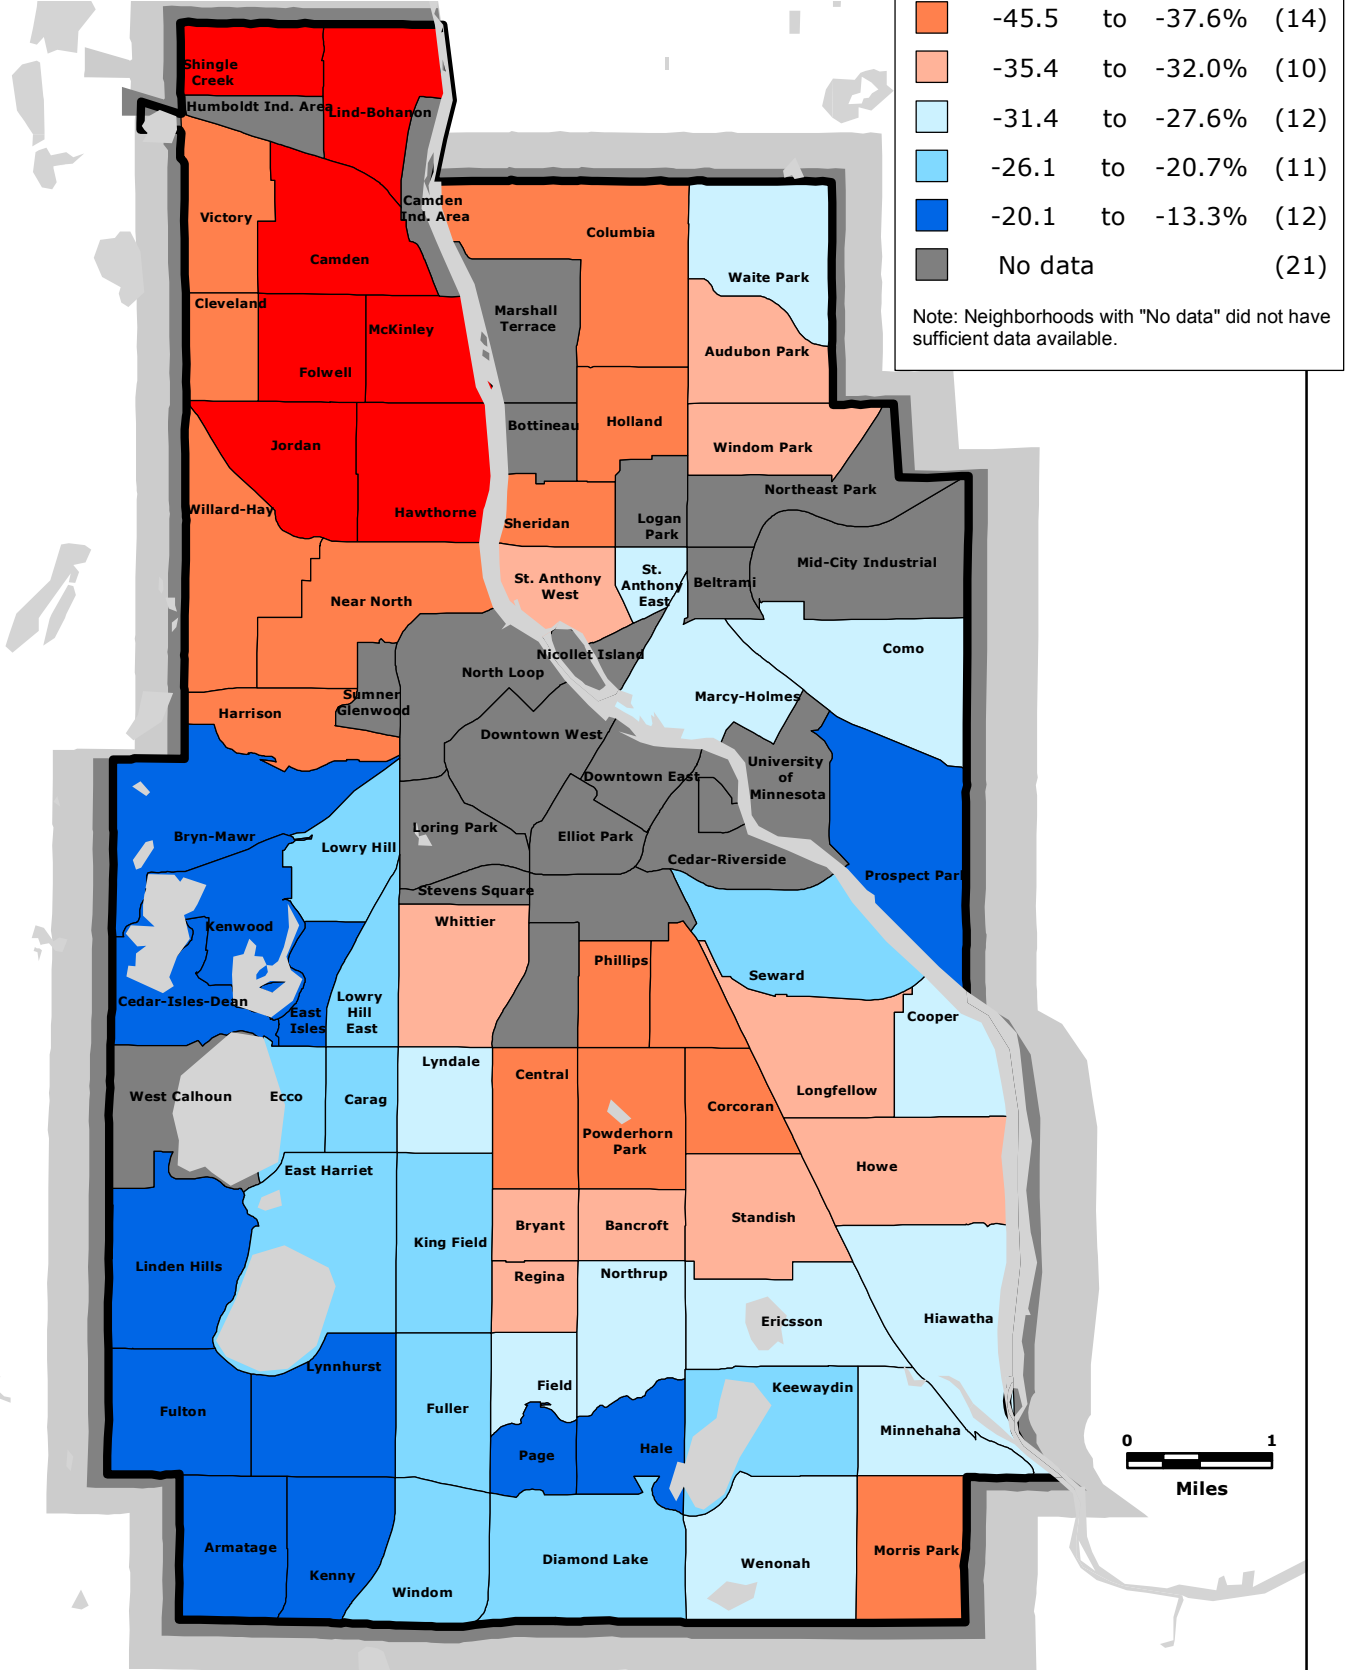 -45.5 to -37.6% (14)
-35.4 to -32.0% (10)
-31.4 to -27.6% (12)
-26.1 to -20.7% (11)
-20.1 to -13.3% (12)
No data (21)
Note: Neighborhoods with "No data" did not have
sufficient data available.
Shingle
Creek
Humboldt Ind. Area
Lind-Bohanon
Camden
Ind. Area
Victory
Columbia
Camden
Waite Park
Cleveland
McKinley
Marshall
Terrace
Audubon Park
Folwell
Bottineau
Holland
Jordan
Windom Park
Northeast Park
Willard-Hay
Hawthorne
Sheridan
Logan
Park
Mid-City Industrial
St. Anthony
West
St.
Anthony
East
Beltrami
Near North
Como
Nicollet Island
North Loop
Sumner
Glenwood
Marcy-Holmes
Harrison
Downtown West
University
of
Minnesota
Downtown East
Bryn-Mawr
Lowry Hill
Loring Park
Elliot Park
Cedar-Riverside
Prospect Park
Stevens Square
Whittier
Kenwood
Phillips
Seward
Cedar-Isles-Dean
East
Isles
Lowry
Hill
East
Cooper
Lyndale
Central
West Calhoun
Ecco
Carag
Longfellow
Corcoran
Powderhorn
Park
East Harriet
Howe
Bryant
Bancroft
Standish
King Field
Linden Hills
Regina
Northrup
Ericsson
Hiawatha
Lynnhurst
Field
Keewaydin
Fulton
Fuller
Minnehaha
Page
Hale
0 1
Miles
Armatage
Kenny
Windom
Diamond Lake
Wenonah
Morris Park